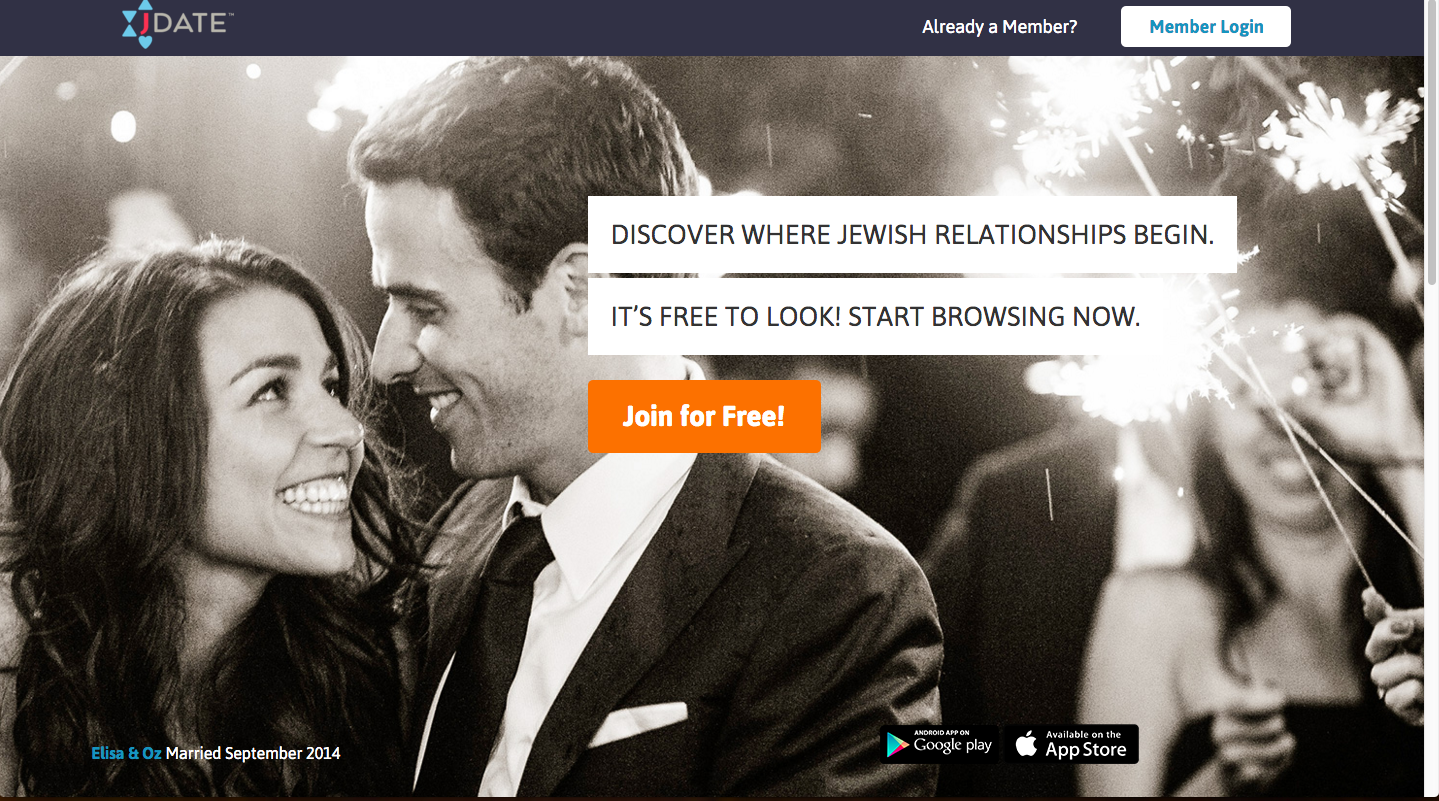 JDATE™
Already a Member?
Member Login
DISCOVER WHERE JEWISH RELATIONSHIPS BEGIN.
IT’S FREE TO LOOK! START BROWSING NOW.
Join for Free!
Elisa & Oz Married September 2014
ANDROID APP ON
Google play
Available on the
App Store